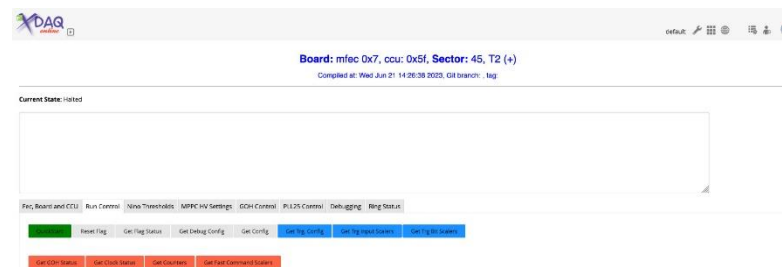 XDAQ
online
default
Board: mfec 0x7, ccu: 0x5f, Sector: 45, T2 (+)
Compiled at: Wed Jun 21 14:26:38 2023, Git branch: , tag:
Current State: Halted
Fec, Board and CCU Run Control Nino Thresholds MPPC HV Settings GOH Control PLL25 Control Debugging Ring Status
Reset Flag Get Flag Status Get Debug Config Get Config Get Trg. Config Get Trg Input Scalers Get Trg Bit Scalers
Get GOH Status Get Clock Status Get Counters Get Fast Command Scalers